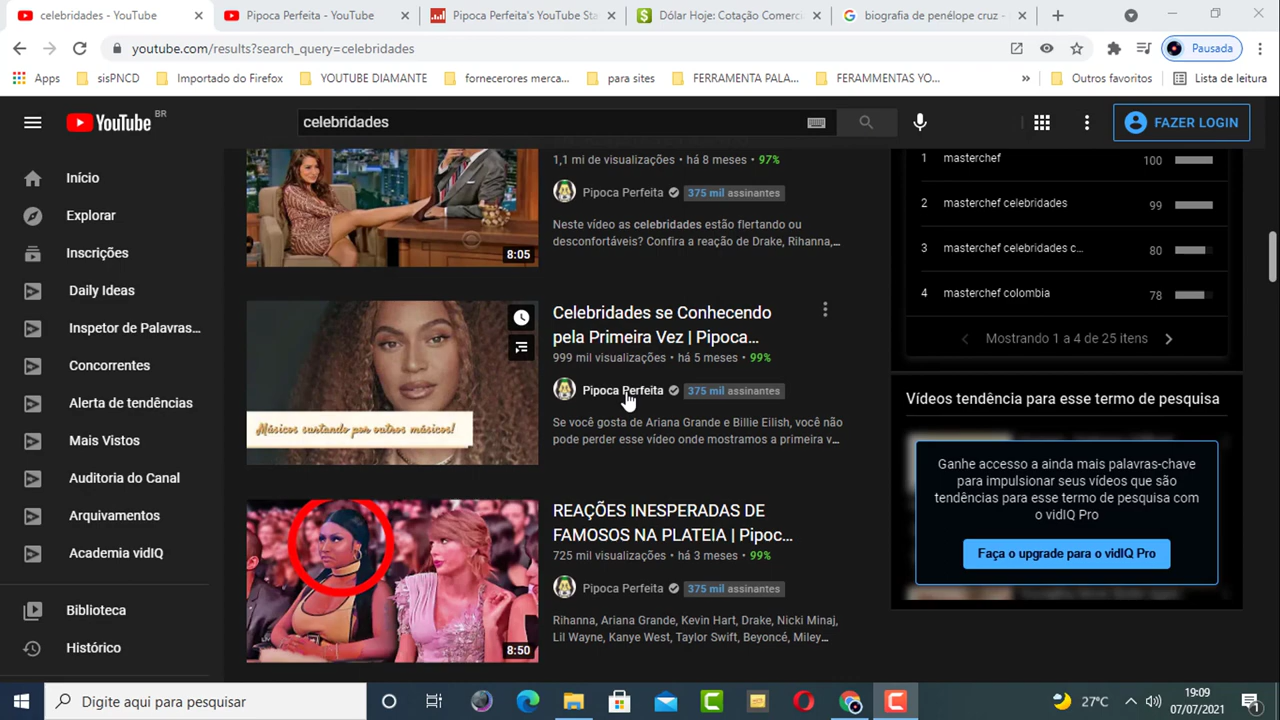 celebridades - YouTube
Pipoca Perfeita - YouTube
Pipoca Perfeita's YouTube Sta
Dólar Hoje: Cotação Comerci
biografia de penélope cruz -
youtube.com/results?search_query=celebridades
Pausada
Apps
sisPNCD
Importado do Firefox
YOUTUBE DIAMANTE
fornecerores merca...
para sites
FERRAMENTA PALA...
FERAMMENTAS YO...
Outros favoritos
Lista de leitura
YouTube BR
celebridades
FAZER LOGIN
Início
Explorar
Inscrições
Daily Ideas
Inspetor de Palavras...
Concorrentes
Alerta de tendências
Mais Vistos
Auditoria do Canal
Arquivamentos
Academia vidIQ
Biblioteca
Histórico
8:05
1,1 mi de visualizações • há 8 meses • 97%
Pipoca Perfeita 375 mil assinantes
Neste vídeo as celebridades estão flertando ou
desconfortáveis? Confira a reação de Drake, Rihanna,...
Músicos surtando por outros músicos!
Celebridades se Conhecendo
pela Primeira Vez | Pipoca...
999 mil visualizações • há 5 meses • 99%
Pipoca Perfeita 375 mil assinantes
Se você gosta de Ariana Grande e Billie Eilish, você não
pode perder esse vídeo onde mostramos a primeira v...
8:50
REAÇÕES INESPERADAS DE
FAMOSOS NA PLATEIA | Pipoc...
725 mil visualizações • há 3 meses • 99%
Pipoca Perfeita 375 mil assinantes
Rihanna, Ariana Grande, Kevin Hart, Drake, Nicki Minaj,
Lil Wayne, Kanye West, Taylor Swift, Beyoncé, Miley...
1 masterchef 100
2 masterchef celebridades 99
3 masterchef celebridades c... 80
4 masterchef colombia 78
Mostrando 1 a 4 de 25 itens
Vídeos tendência para esse termo de pesquisa
Ganhe acesso a ainda mais palavras-chave
para impulsionar seus vídeos que são
tendências para esse termo de pesquisa com
o vidIQ Pro
Faça o upgrade para o vidIQ Pro
Digite aqui para pesquisar
27°C
19:09
07/07/2021
1